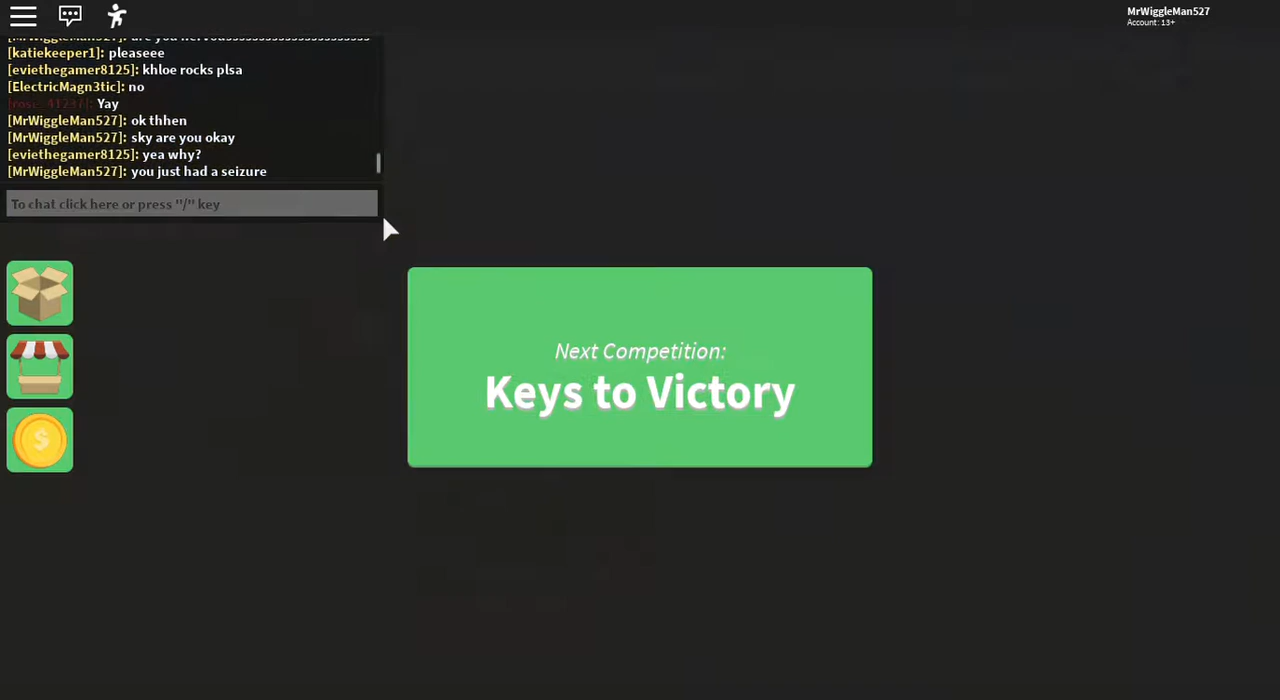 MrWiggleMan527
Account: 13+
[katiekeeper1]: pleaseee
[eviethegamer8125]: khloe rocks plsa
[ElectricMagn3tic]: no
[rose_41237]: Yay
[MrWiggleMan527]: ok thhen
[MrWiggleMan527]: sky are you okay
[eviethegamer8125]: yea why?
[MrWiggleMan527]: you just had a seizure
To chat click here or press "/" key
Next Competition:
Keys to Victory
$